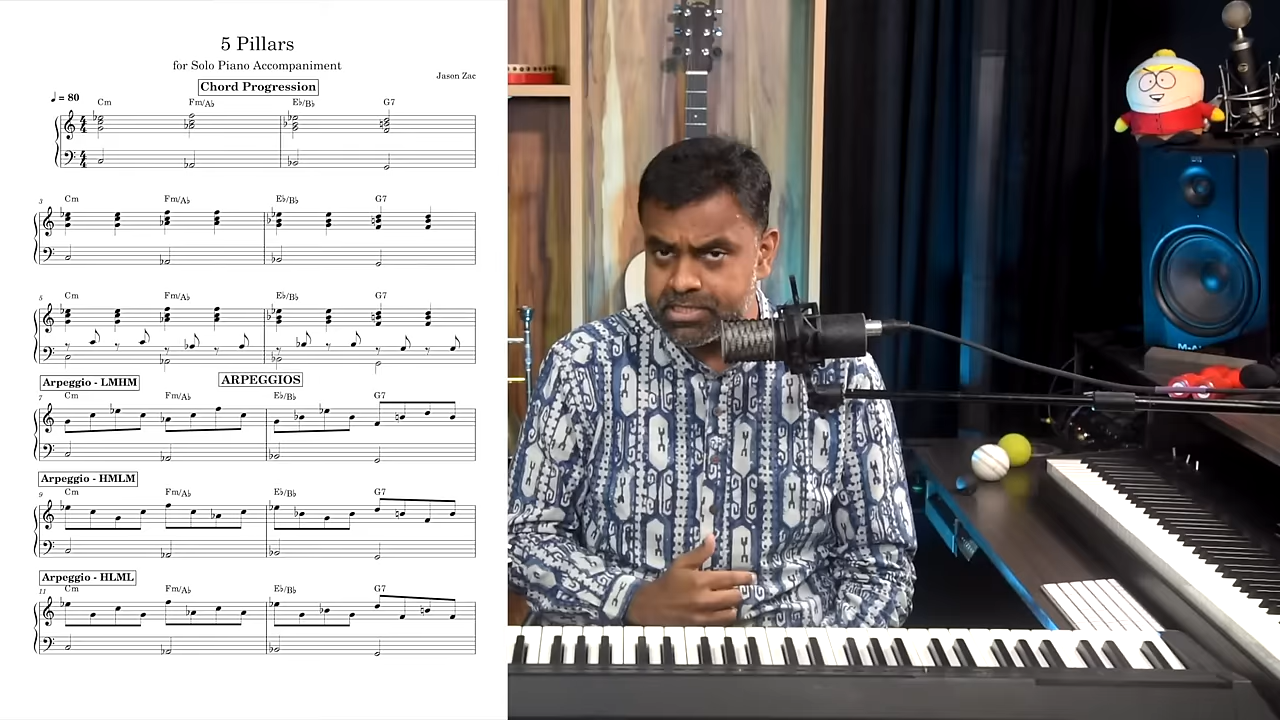 5 Pillars
for Solo Piano Accompaniment
Jason Zac
Chord Progression
♩ = 80
Cm Fm/A♭ E♭/B♭ G7
3
Cm Fm/A♭ E♭/B♭ G7
5
Cm Fm/A♭ E♭/B♭ G7
ARPEGGIOS
Arpeggio - LMHM
7
Cm Fm/A♭ E♭/B♭ G7
Arpeggio - HMLM
9
Cm Fm/A♭ E♭/B♭ G7
Arpeggio - HLML
11
Cm Fm/A♭ E♭/B♭ G7